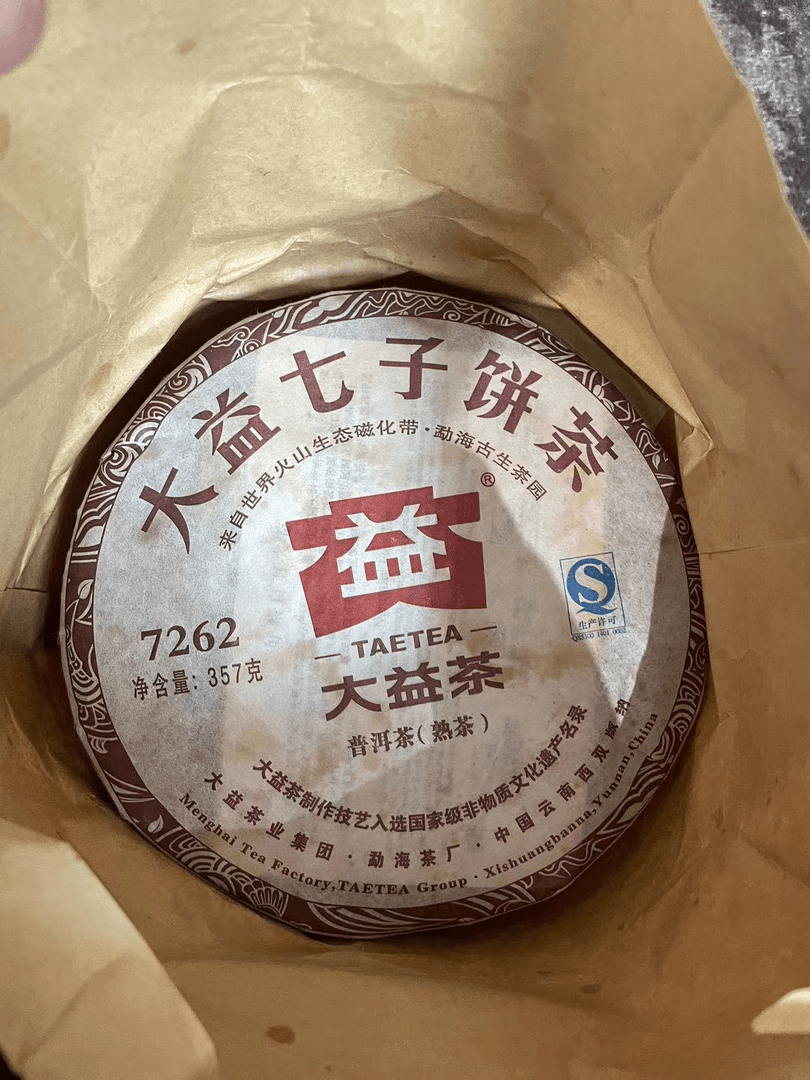 大益七子饼茶
来自世界火山生态磁化带·勐海古生茶园
益
®
— TAETEA —
大益茶
普洱茶(熟茶)
7262
净含量: 357克
S
生产许可
QS5300 1401 0001
大益茶制作技艺入选国家级非物质文化遗产名录
大益茶业集团·勐海茶厂·中国云南西双版纳
Menghai Tea Factory,TAETEA Group · Xishuangbanna,Yunnan,China